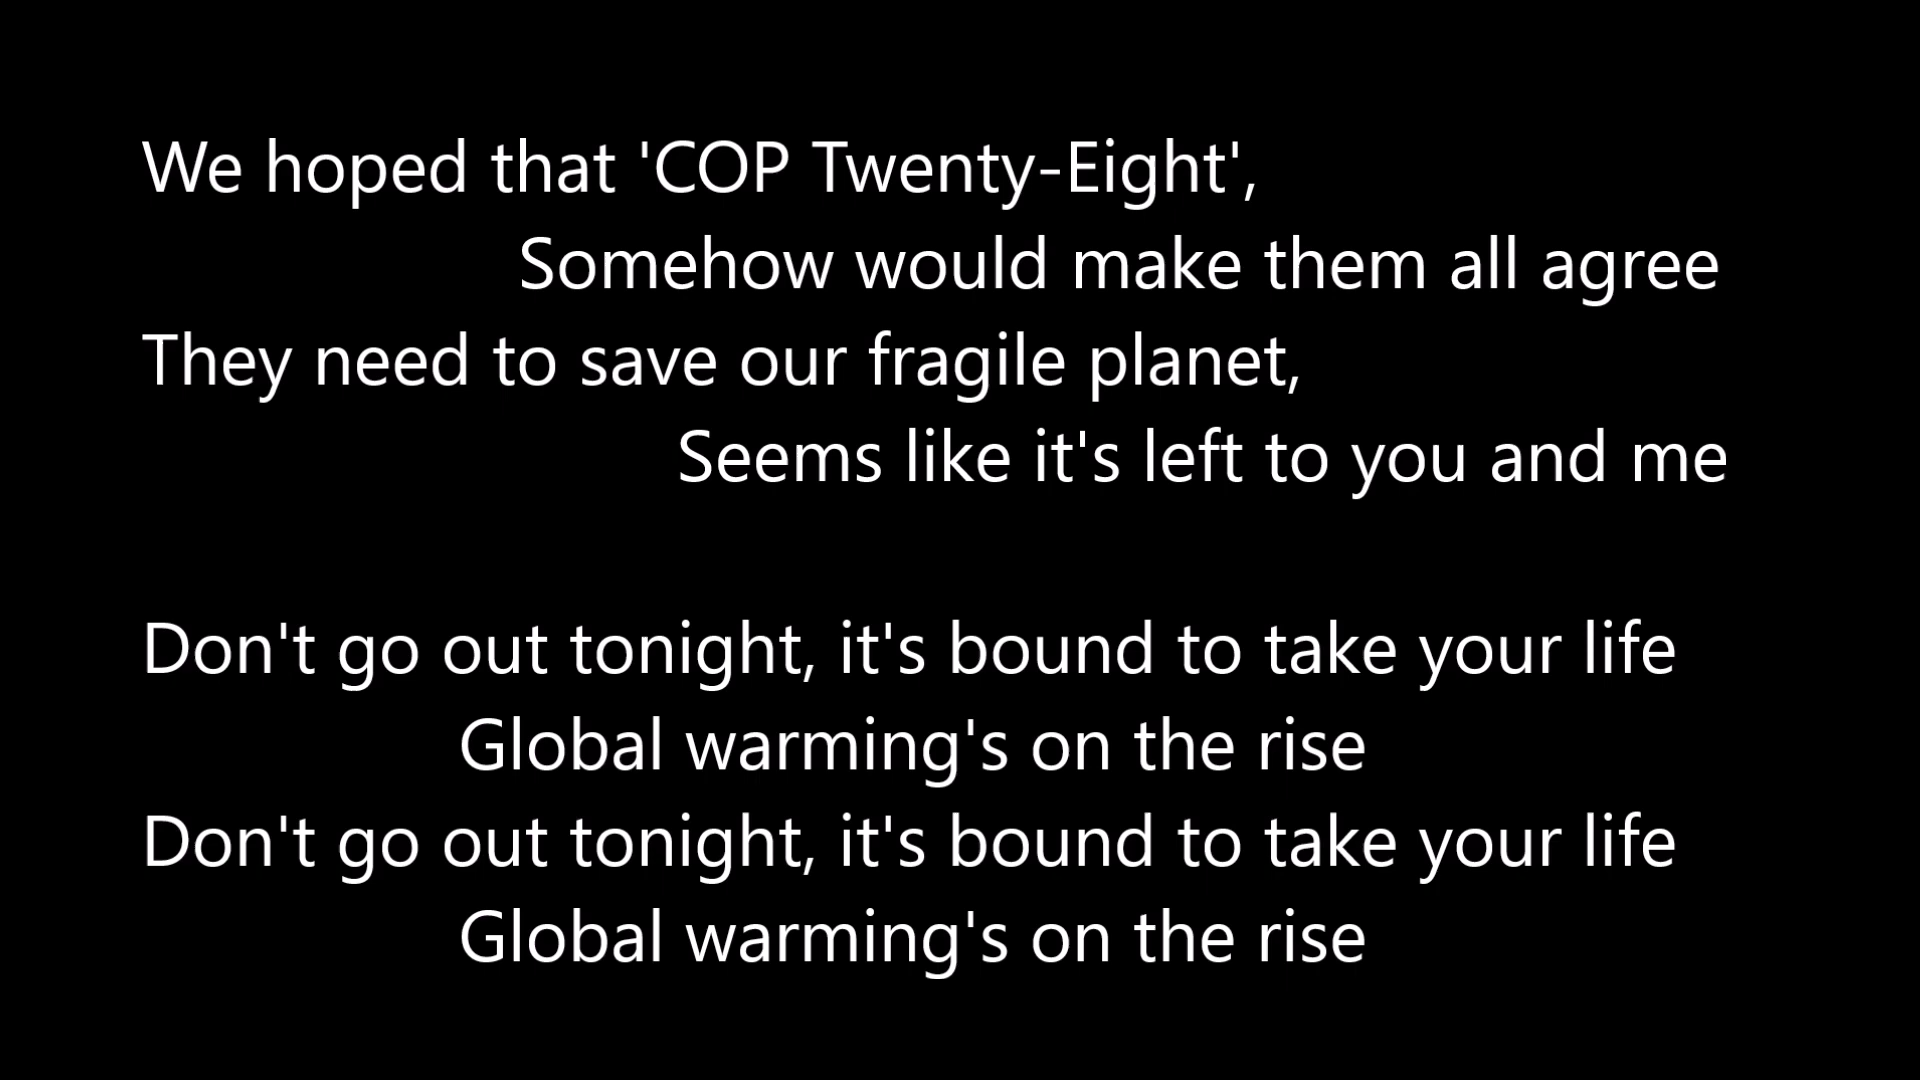 We hoped that 'COP Twenty-Eight',
Somehow would make them all agree
They need to save our fragile planet,
Seems like it's left to you and me
Don't go out tonight, it's bound to take your life
Global warming's on the rise
Don't go out tonight, it's bound to take your life
Global warming's on the rise